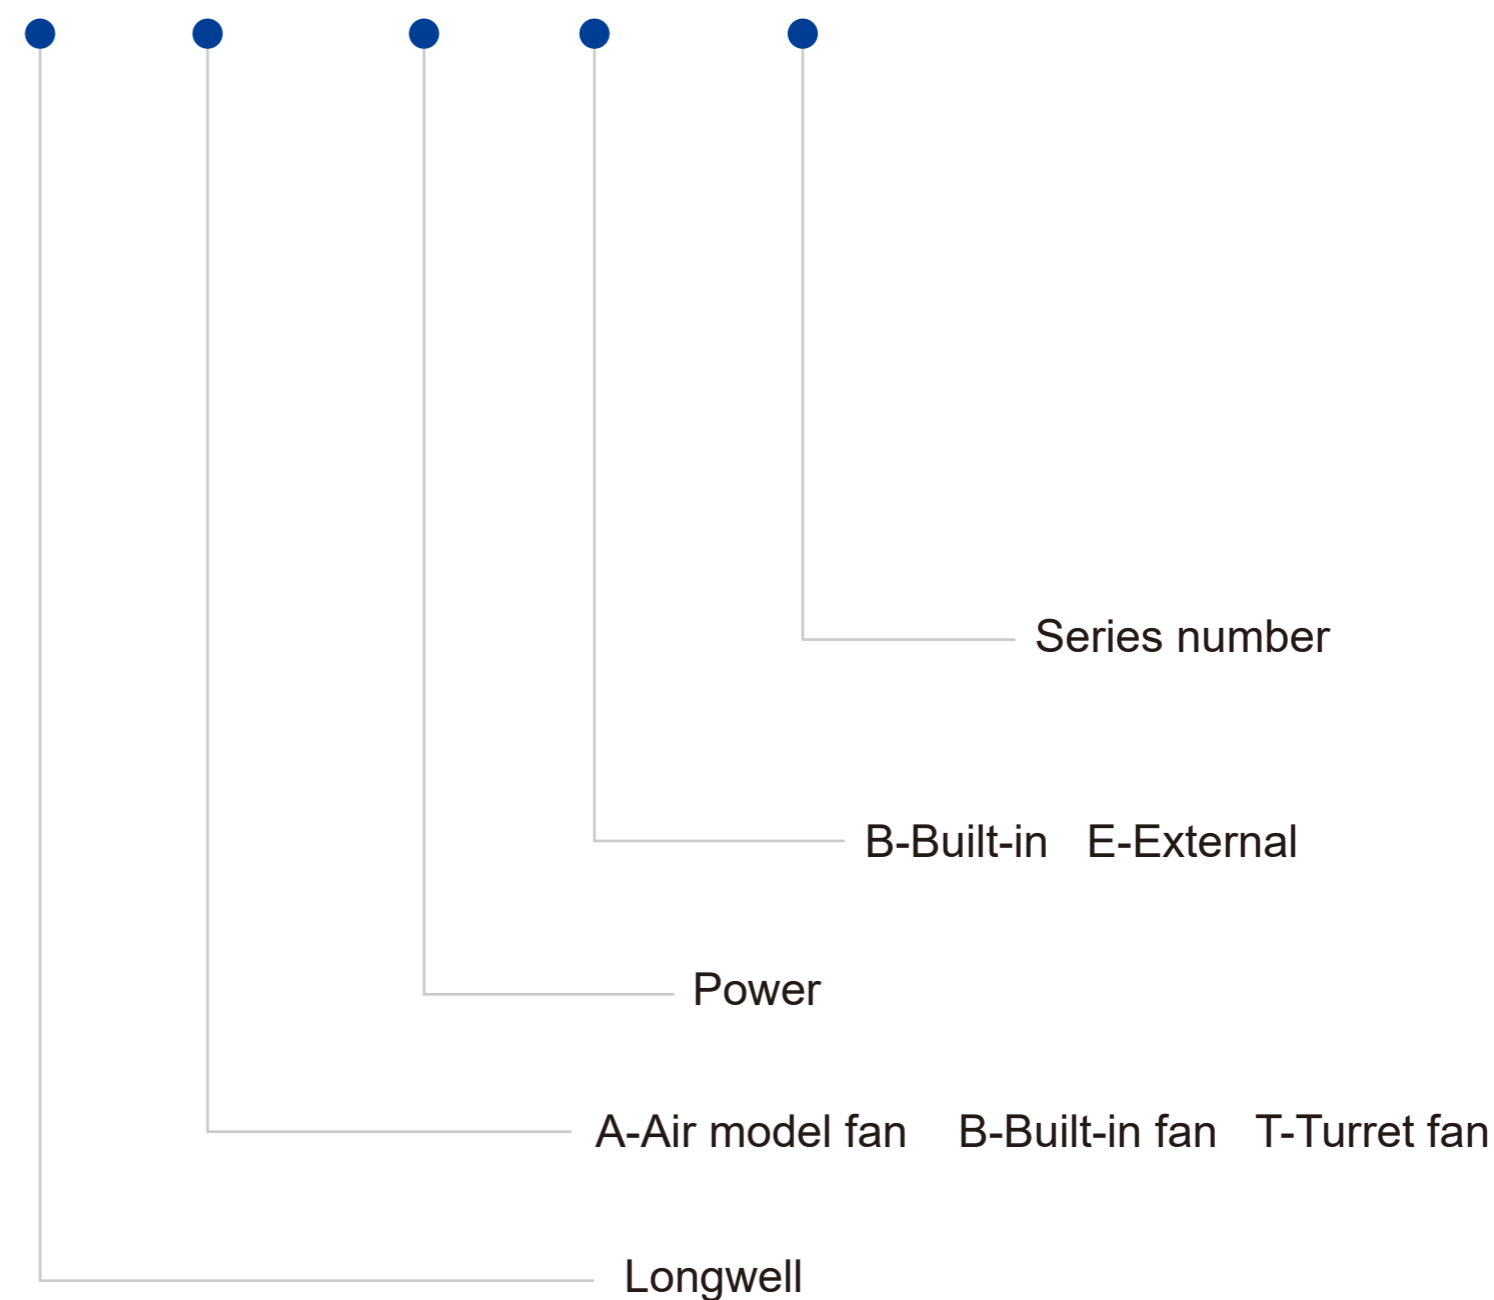 Series number
B-Built-in E-External
Power
A-Air model fan B-Built-in fan T-Turret fan
Longwell